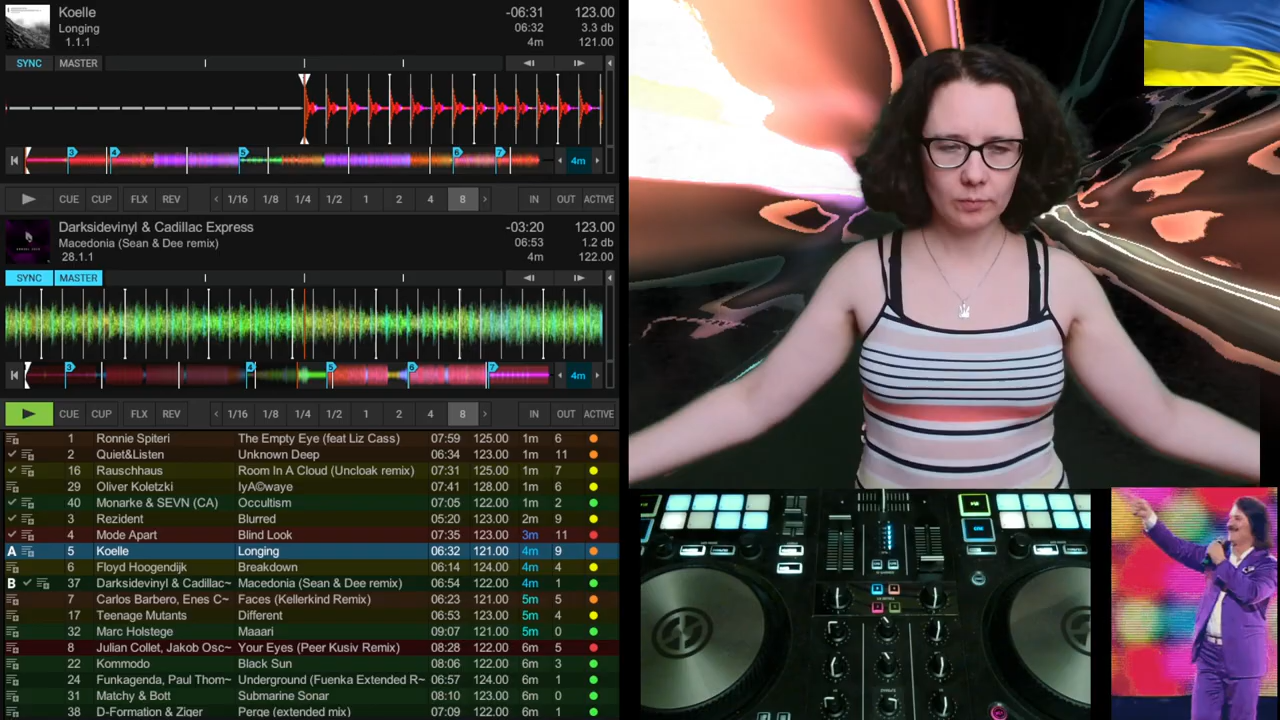 Koelle -06:31 123.00
Longing 06:32 3.3 db
1.1.1 4m 121.00
SYNC MASTER
3 4 5 6 7 4m
CUE CUP FLX REV 1/16 1/8 1/4 1/2 1 2 4 8 IN OUT ACTIVE
Darksidevinyl & Cadillac Express -03:20 123.00
Macedonia (Sean & Dee remix) 06:53 1.2 db
28.1.1 4m 122.00
SYNC MASTER
3 4 5 6 7 4m
CUE CUP FLX REV 1/16 1/8 1/4 1/2 1 2 4 8 IN OUT ACTIVE
1 Ronnie Spiteri The Empty Eye (feat Liz Cass) 07:59 125.00 1m 6
2 Quiet&Listen Unknown Deep 06:34 123.00 1m 11
16 Rauschhaus Room In A Cloud (Uncloak remix) 07:31 125.00 1m 7
29 Oliver Koletzki IyÁ©waye 07:41 128.00 1m 6
40 Monarke & SEVN (CA) Occultism 07:05 122.00 1m 2
3 Rezident Blurred 05:20 123.00 2m 9
4 Mode Apart Blind Look 07:35 123.00 3m 11
A 5 Koelle Longing 06:32 121.00 4m 9
6 Floyd Hoogendijk Breakdown 06:14 124.00 4m 4
B 37 Darksidevinyl & Cadillac~ Macedonia (Sean & Dee remix) 06:54 122.00 4m 1
7 Carlos Barbero, Enes C~ Faces (Kellerkind Remix) 06:23 121.00 5m 5
17 Teenage Mutants Different 06:53 123.00 5m 4
32 Marc Holstege Maaari 09:07 121.00 5m 0
8 Julian Collet, Jakob Osc~ Your Eyes (Peer Kusiv Remix) 08:28 123.00 6m 5
22 Kommodo Black Sun 08:06 122.00 6m 3
24 Funkagenda, Paul Thom~ Underground (Fuenka Extended R~ 06:57 124.00 6m 1
31 Matchy & Bott Submarine Sonar 08:10 123.00 6m 0
38 D-Formation & Ziger Perge (extended mix) 07:09 122.00 6m 1